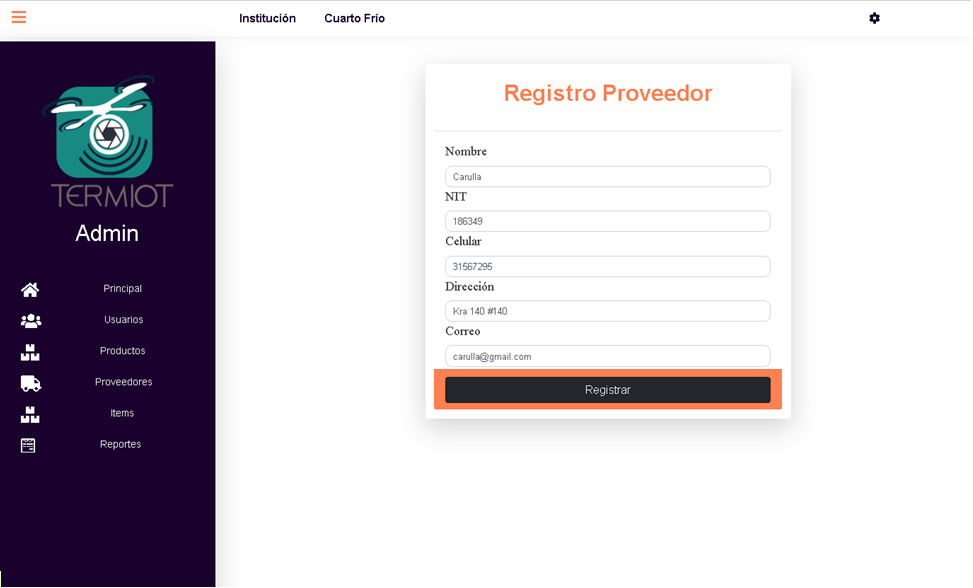 Institución Cuarto Frío
TERMIOT
Admin
Principal
Usuarios
Productos
Proveedores
Items
Reportes
Registro Proveedor
Nombre
Carulla
NIT
186349
Celular
31567295
Dirección
Kra 140 #140
Correo
carulla@gmail.com
Registrar